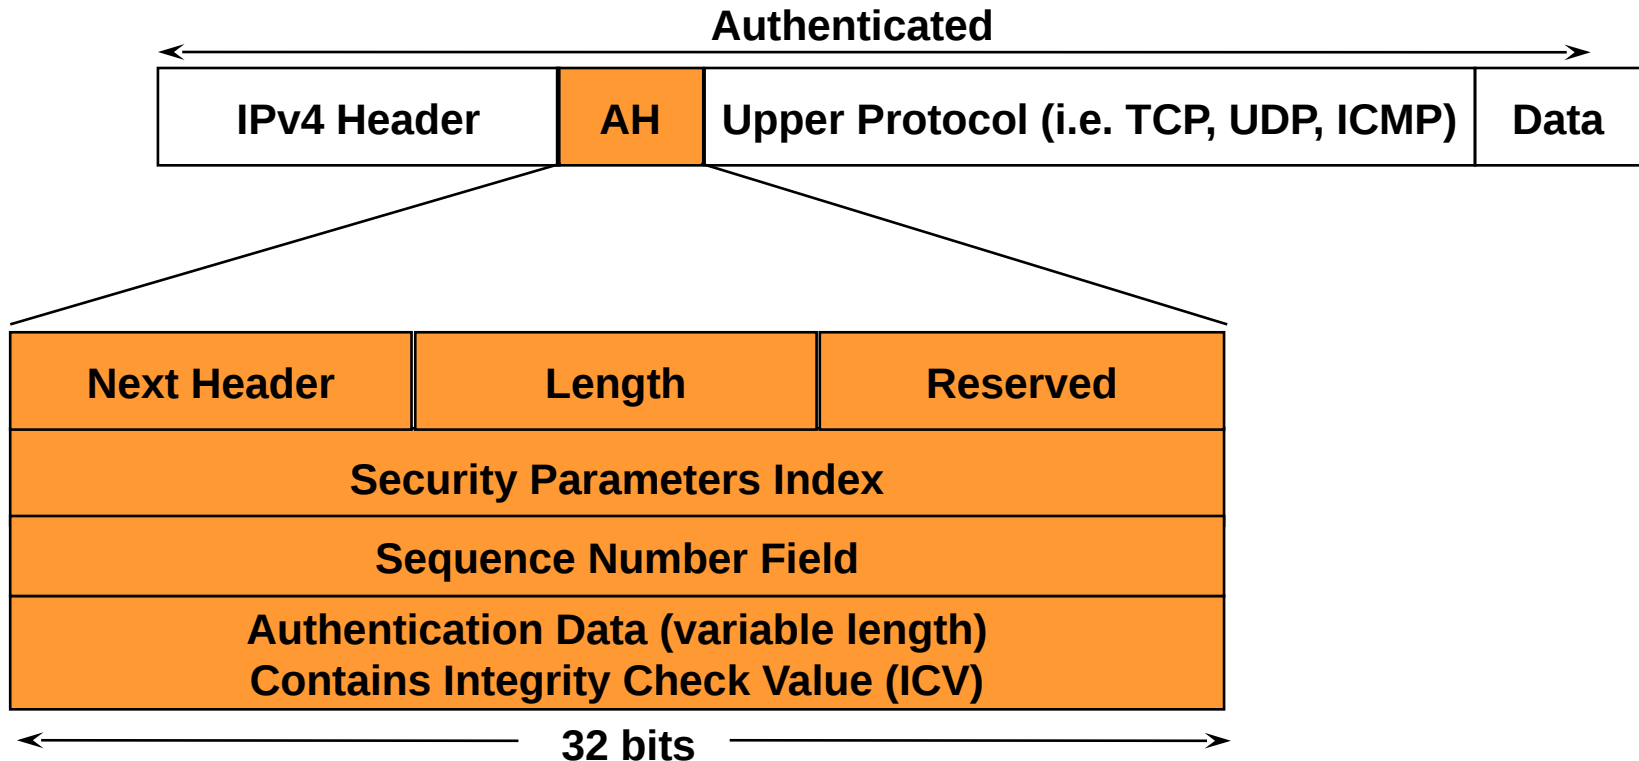 Authenticated
IPv4 Header
AH
Upper Protocol (i.e. TCP, UDP, ICMP)
Data
Next Header
Length
Reserved
Security Parameters Index
Sequence Number Field
Authentication Data (variable length)
Contains Integrity Check Value (ICV)
32 bits